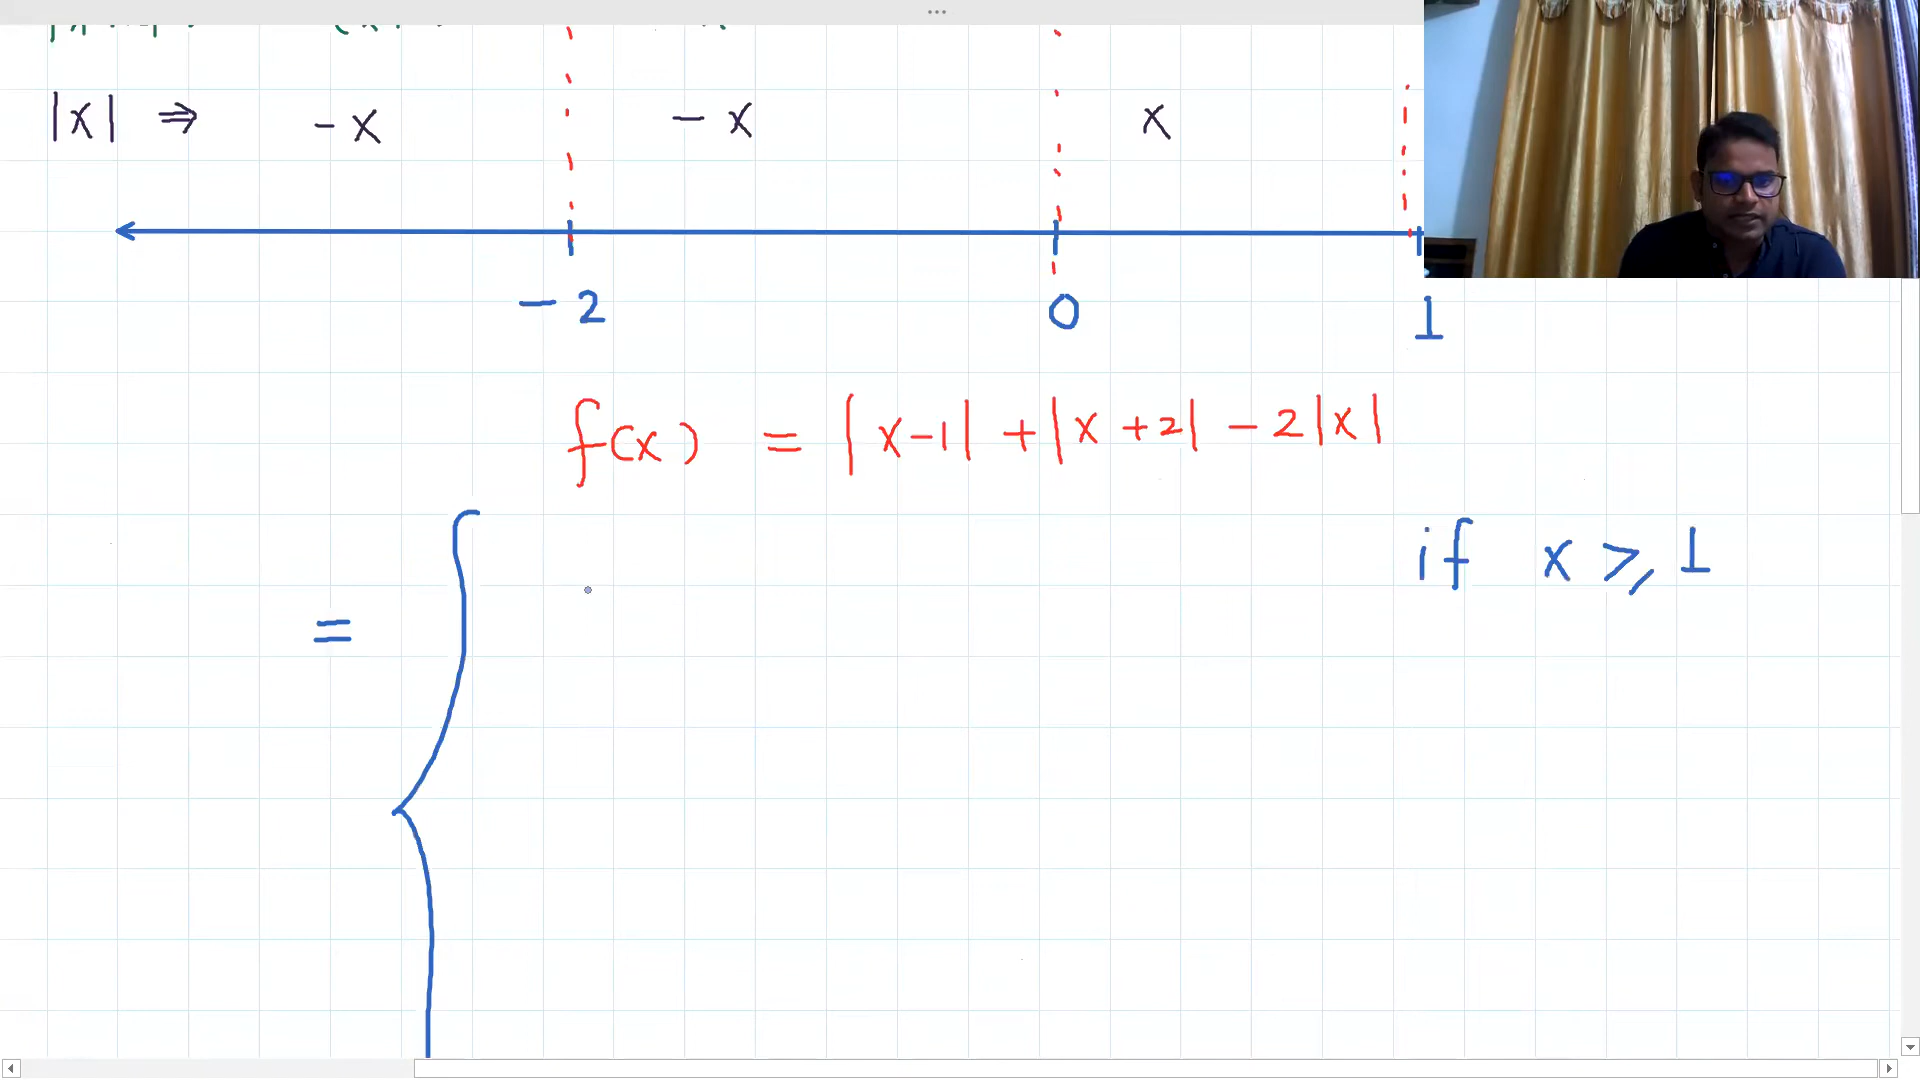 |x| ⇒ -x -x x
-2 0 1
f(x) = |x-1| + |x+2| - 2|x|
= { if x ⩾ 1